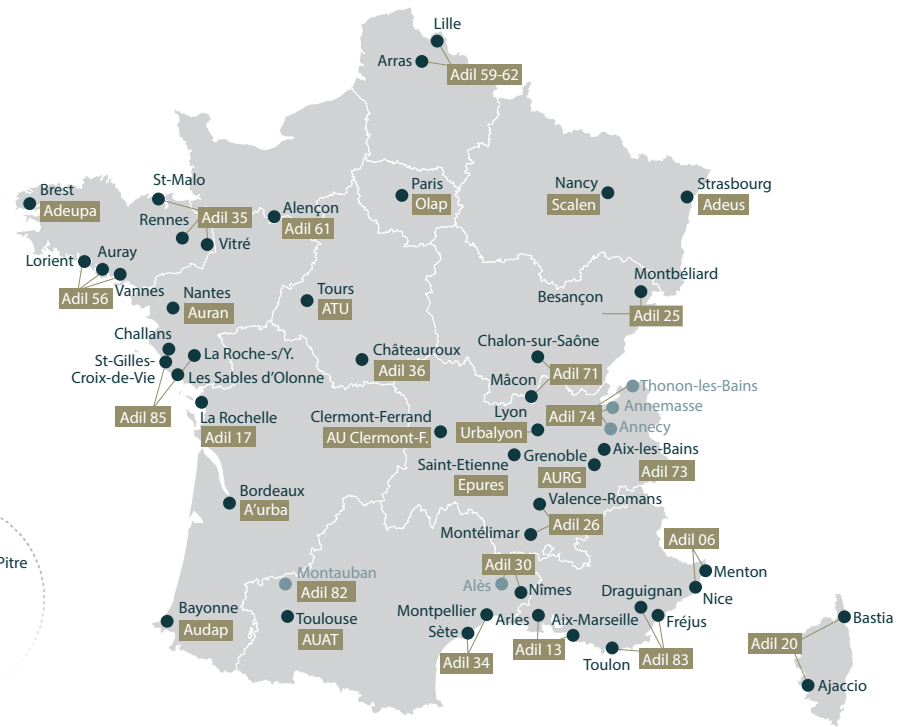 Lille
Arras
Adil 59-62
St-Malo
Brest
Adeupa
Rennes
Adil 35
Vitré
Alençon
Adil 61
Paris
Olap
Nancy
Scalen
Strasbourg
Adeus
Lorient
Auray
Vannes
Adil 56
Nantes
Auran
Tours
ATU
Montbéliard
Besançon
Adil 25
Challans
St-Gilles-
Croix-de-Vie
La Roche-s/Y.
Les Sables d'Olonne
Adil 85
Châteauroux
Adil 36
Chalon-sur-Saône
Adil 71
Mâcon
Thonon-les-Bains
Annemasse
Adil 74
Annecy
La Rochelle
Adil 17
Clermont-Ferrand
AU Clermont-F.
Lyon
Urbalyon
Aix-les-Bains
Adil 73
Saint-Etienne
Epures
Grenoble
AURG
Bordeaux
A'urba
Valence-Romans
Adil 26
Montélimar
Pitre
Adil 06
Menton
Nice
Montauban
Adil 82
Adil 30
Alès
Nîmes
Bayonne
Audap
Toulouse
AUAT
Montpellier
Sète
Adil 34
Arles
Adil 13
Aix-Marseille
Draguignan
Fréjus
Toulon
Adil 83
Bastia
Adil 20
Ajaccio